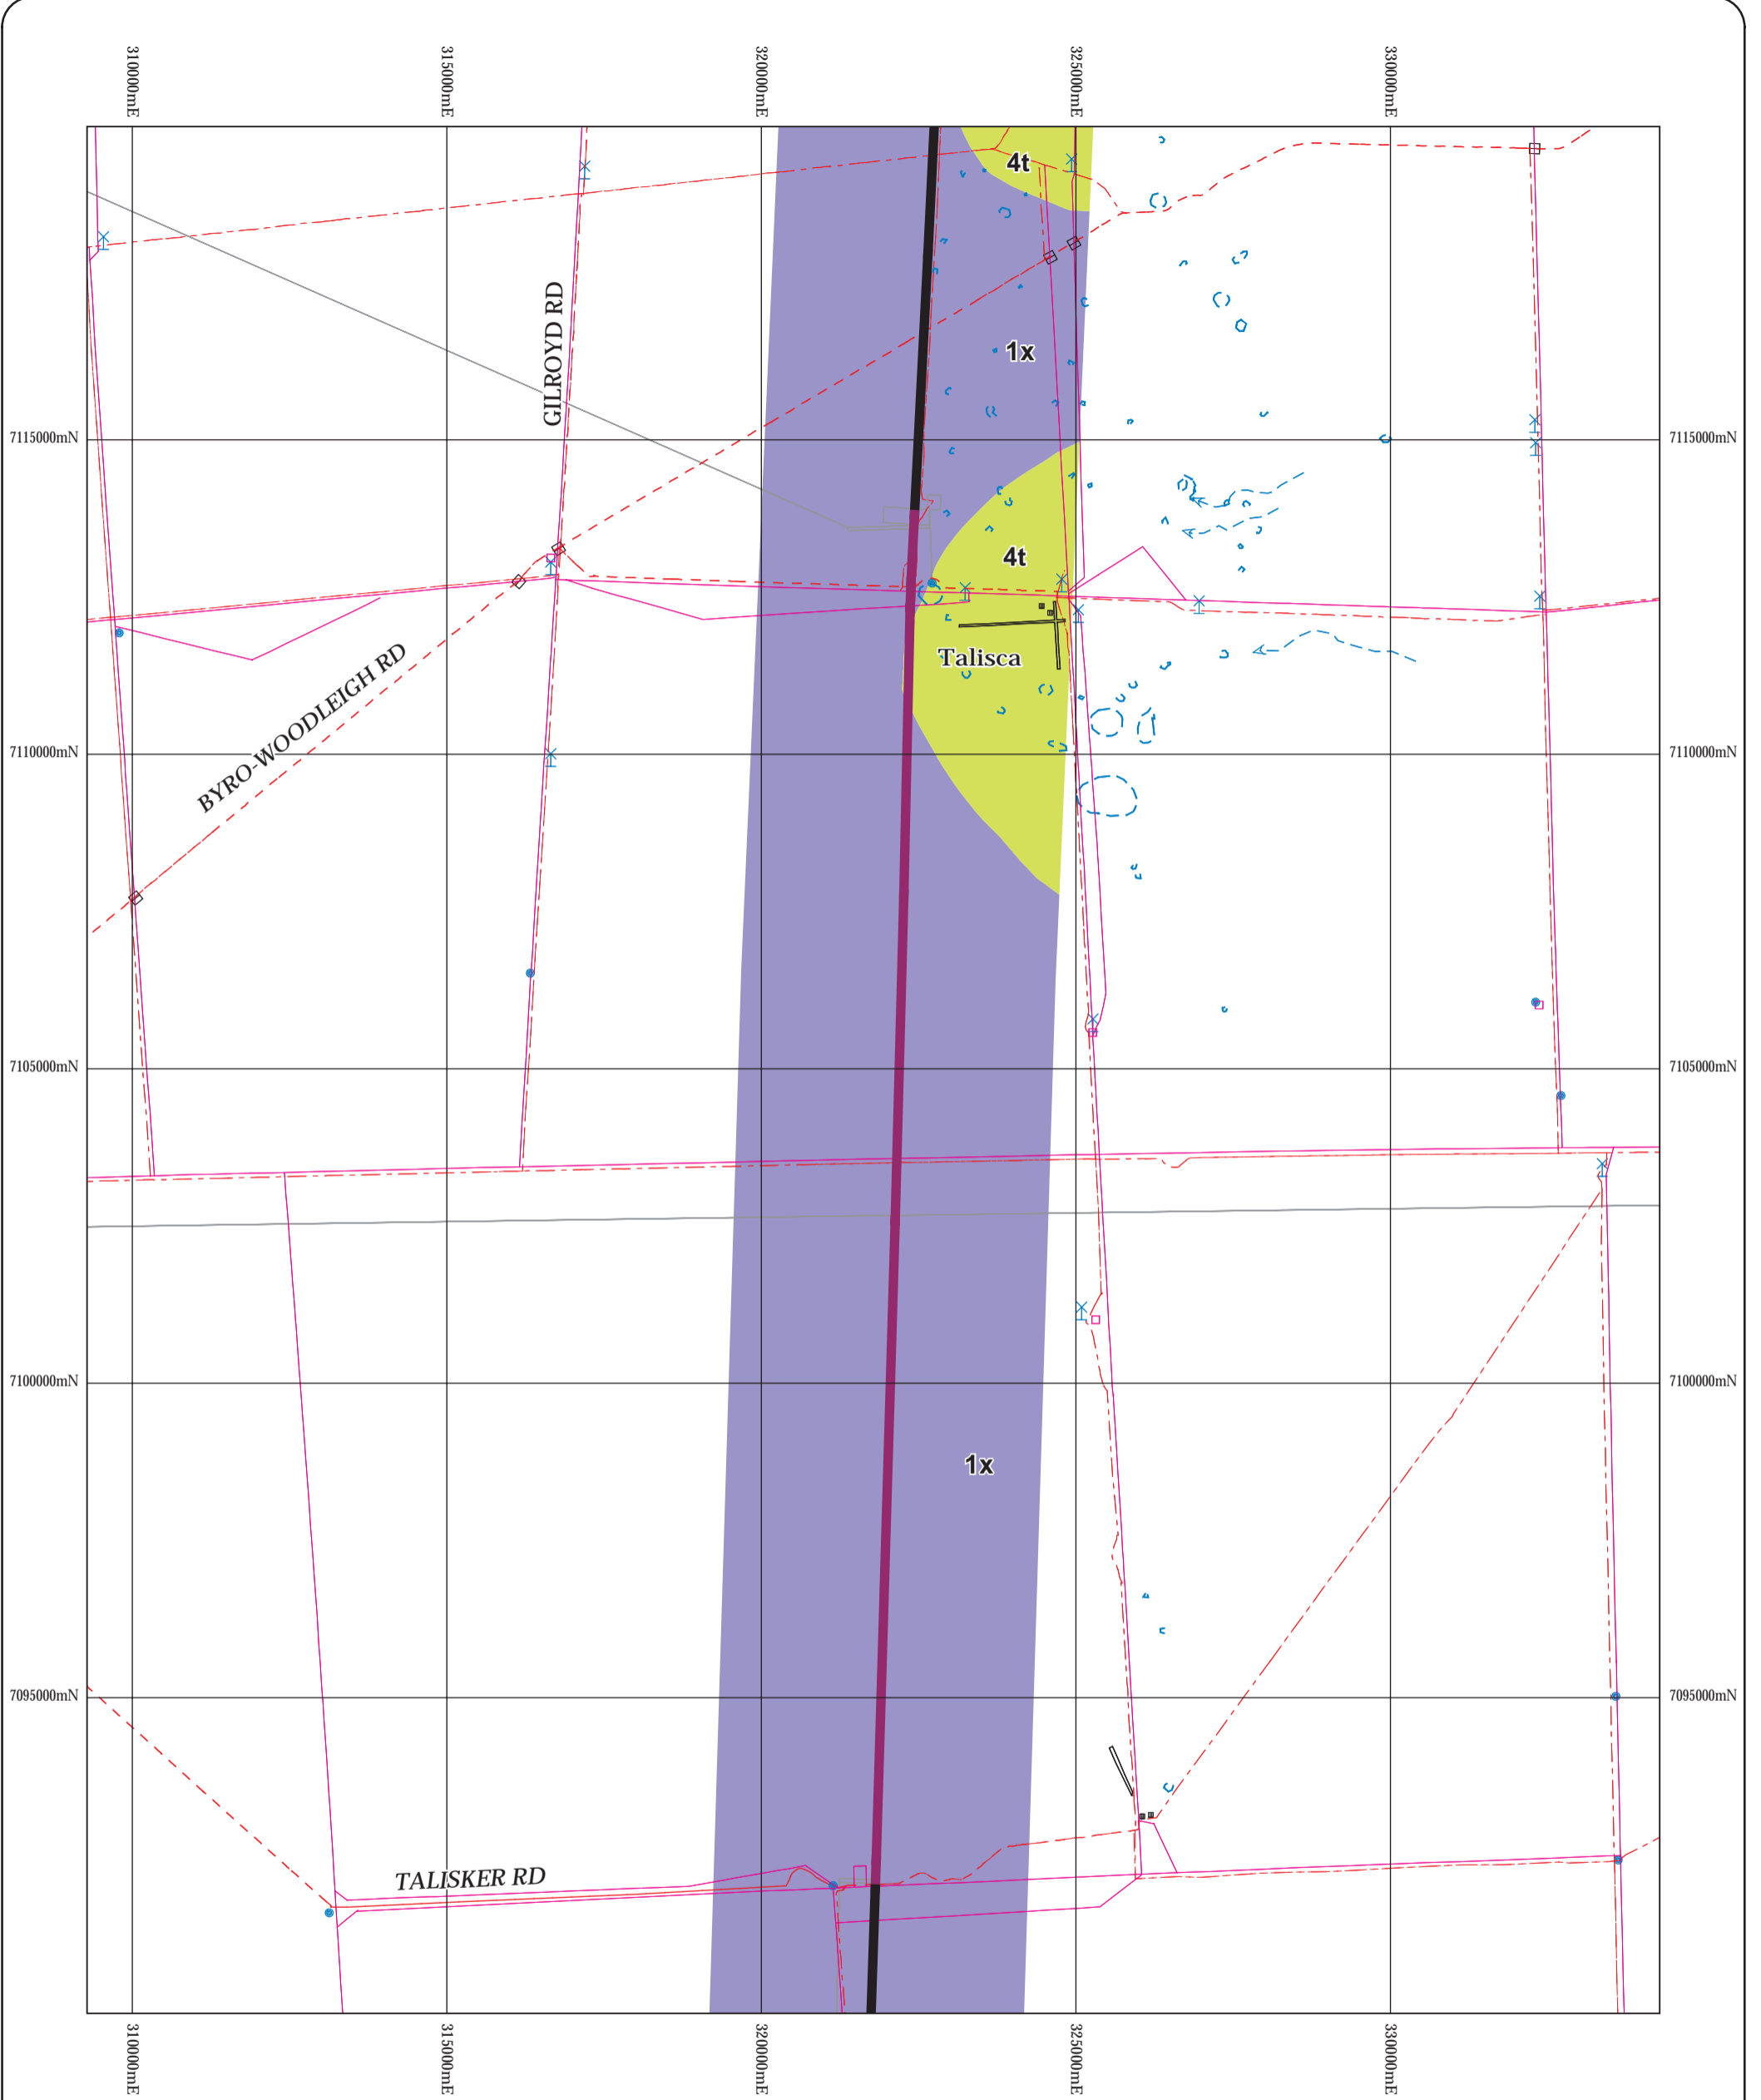 310000mE 315000mE 320000mE 325000mE 330000mE
4t
GILROYD RD
1x
7115000mN 7115000mN
4t
Talisca
BYRO-WOODLEIGH RD
7110000mN 7110000mN
7105000mN 7105000mN
7100000mN 7100000mN
1x
7095000mN 7095000mN
TALISKER RD
310000mE 315000mE 320000mE 325000mE 330000mE